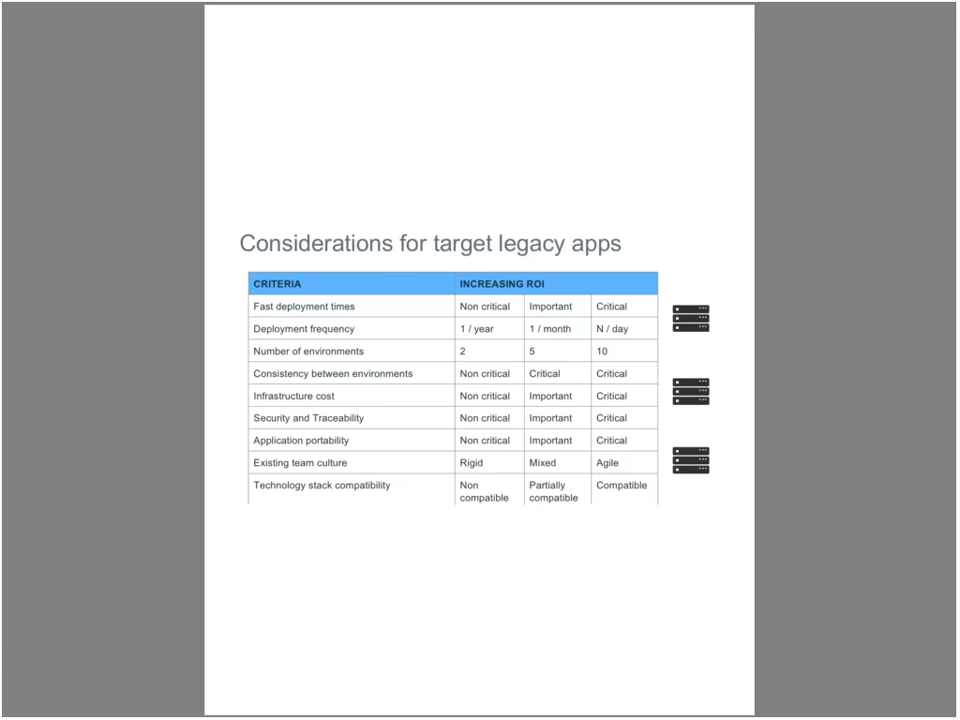 Considerations for target legacy apps
CRITERIA INCREASING ROI
Fast deployment times Non critical Important Critical
Deployment frequency 1 / year 1 / month N / day
Number of environments 2 5 10
Consistency between environments Non critical Critical Critical
Infrastructure cost Non critical Important Critical
Security and Traceability Non critical Important Critical
Application portability Non critical Important Critical
Existing team culture Rigid Mixed Agile
Technology stack compatibility Non Partially Compatible
compatible compatible